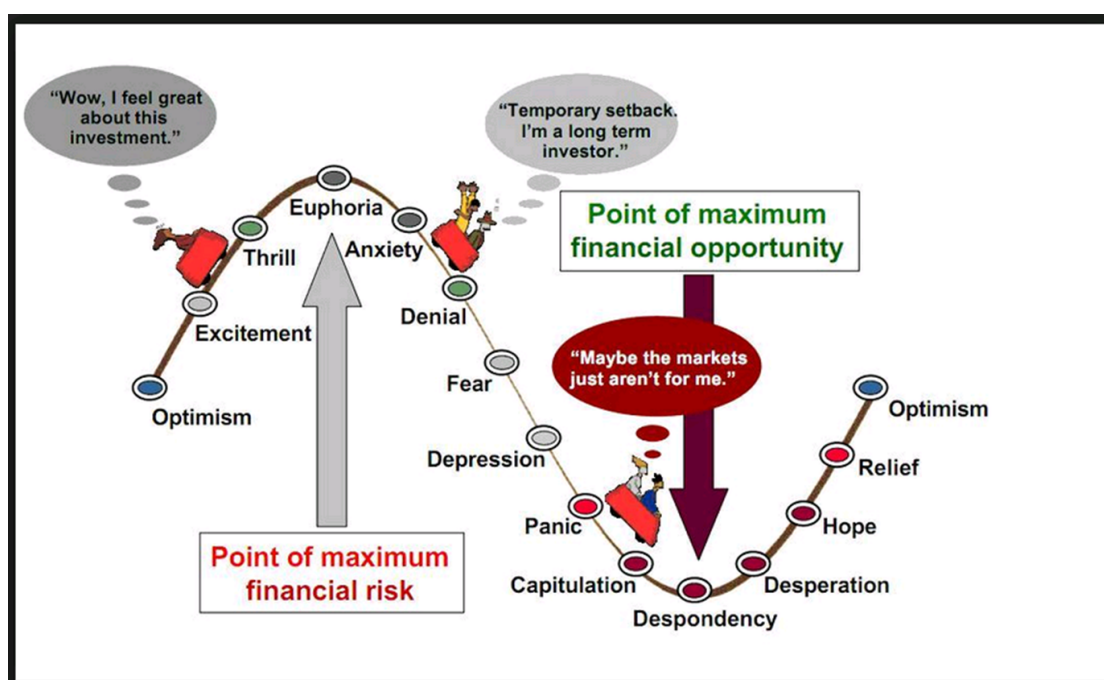 “Wow, I feel great
about this
investment.”
“Temporary setback.
I’m a long term
investor.”
Euphoria
Thrill
Anxiety
Excitement
Denial
Optimism
Fear
Depression
Panic
Capitulation
Despondency
Desperation
Hope
Relief
Optimism
Point of maximum
financial risk
Point of maximum
financial opportunity
“Maybe the markets
just aren’t for me.”